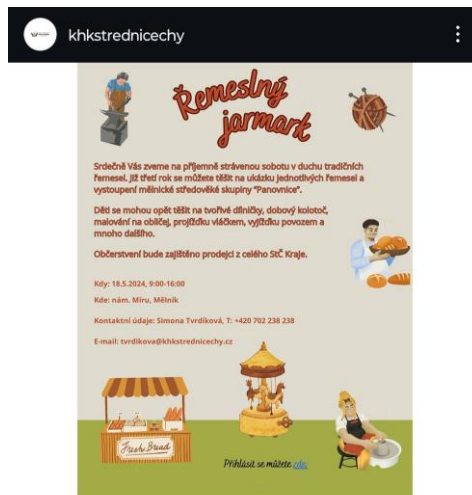 khkstrednicechy
Řemeslný
jarmark
Srdečně Vás zveme na příjemně strávenou sobotu v duchu tradičních
řemesel. Již třetí rok se můžete těšit na ukázku jednotlivých řemesel a
vystoupení mělnické středověké skupiny "Panovnice".
Děti se mohou opět těšit na tvořivé dílničky, dobový kolotoč,
malování na obličej, projížďku vláčkem, vyjížďku povozem a
mnoho dalšího.
Občerstvení bude zajištěno prodejci z celého StČ Kraje.
Kdy: 18.5.2024, 9:00-16:00
Kde: nám. Míru, Mělník
Kontaktní údaje: Simona Tvrdíková, T: +420 702 238 238
E-mail: tvrdikova@khkstrednicechy.cz
Fresh Bread
Přihlásit se můžete zde.